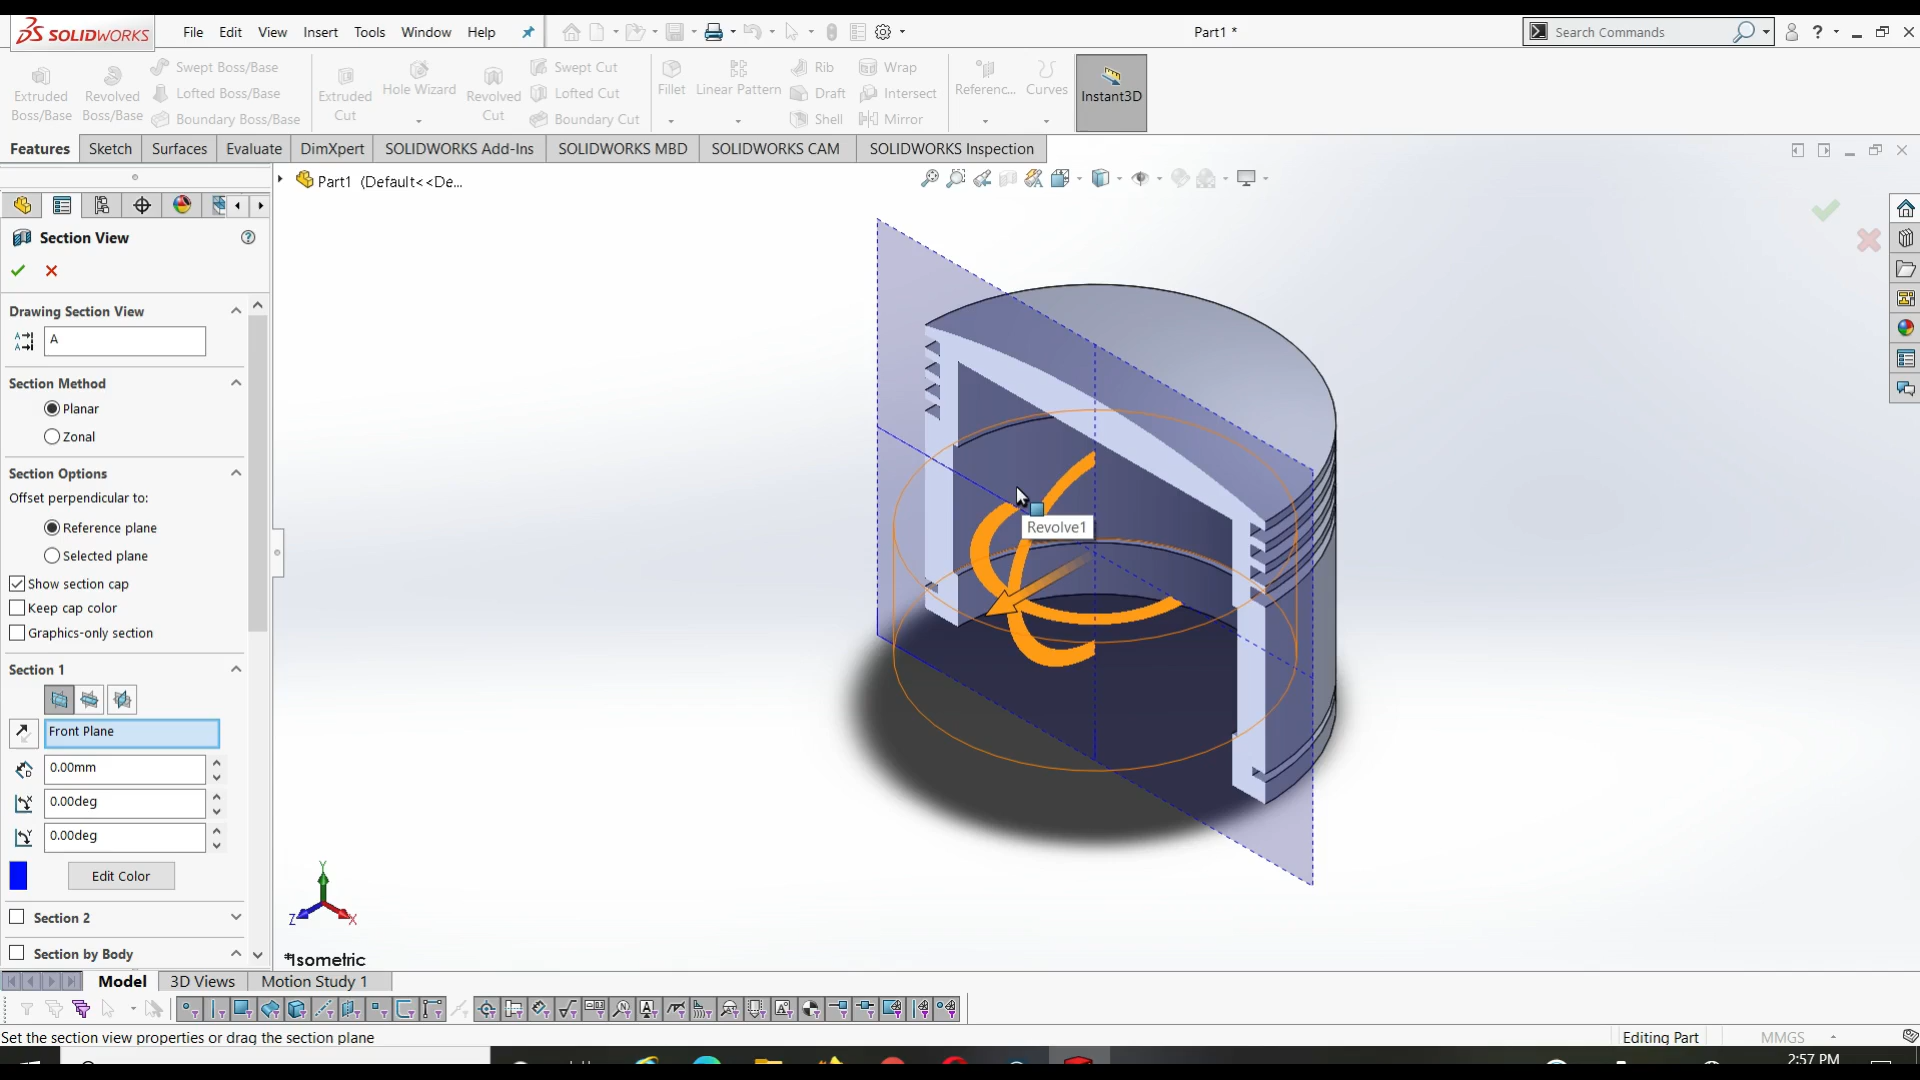 SOLIDWORKS File Edit View Insert Tools Window Help Part1 * Search Commands ?
Extruded Boss/Base
Revolved Boss/Base
Swept Boss/Base
Lofted Boss/Base
Boundary Boss/Base
Extruded Cut
Hole Wizard
Revolved Cut
Swept Cut
Lofted Cut
Boundary Cut
Fillet
Linear Pattern
Rib
Draft
Shell
Wrap
Intersect
Mirror
Referenc...
Curves
Instant3D
Features Sketch Surfaces Evaluate DimXpert SOLIDWORKS Add-Ins SOLIDWORKS MBD SOLIDWORKS CAM SOLIDWORKS Inspection
Part1 (Default<<De...
Section View
Drawing Section View
A
Section Method
Planar
Zonal
Section Options
Offset perpendicular to:
Reference plane
Selected plane
Show section cap
Keep cap color
Graphics-only section
Section 1
Front Plane
0.00mm
0.00deg
0.00deg
Edit Color
Section 2
Section by Body
Revolve1
Y
Z
X
*Isometric
Model 3D Views Motion Study 1
Set the section view properties or drag the section plane
Editing Part MMGS
2:57 PM